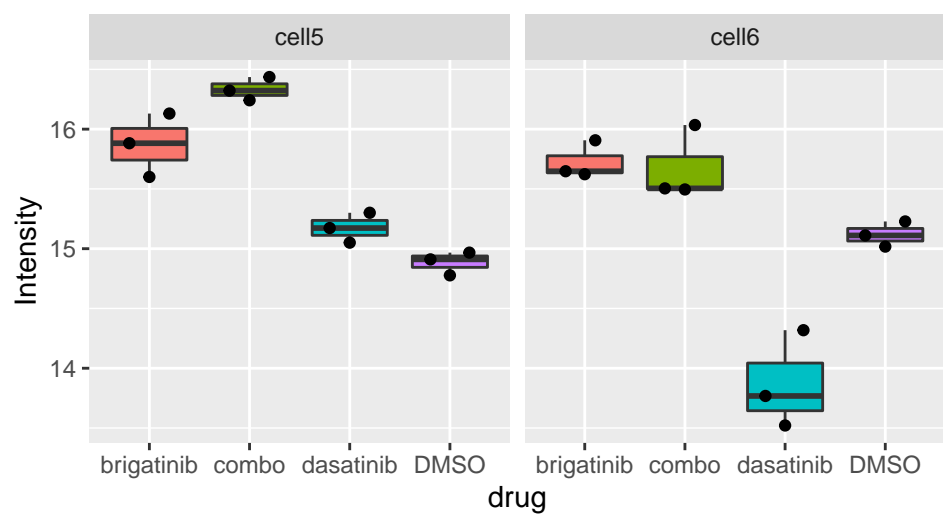 cell5 cell6
Intensity
16
15
14
brigatinib combo dasatinib DMSO brigatinib combo dasatinib DMSO
drug